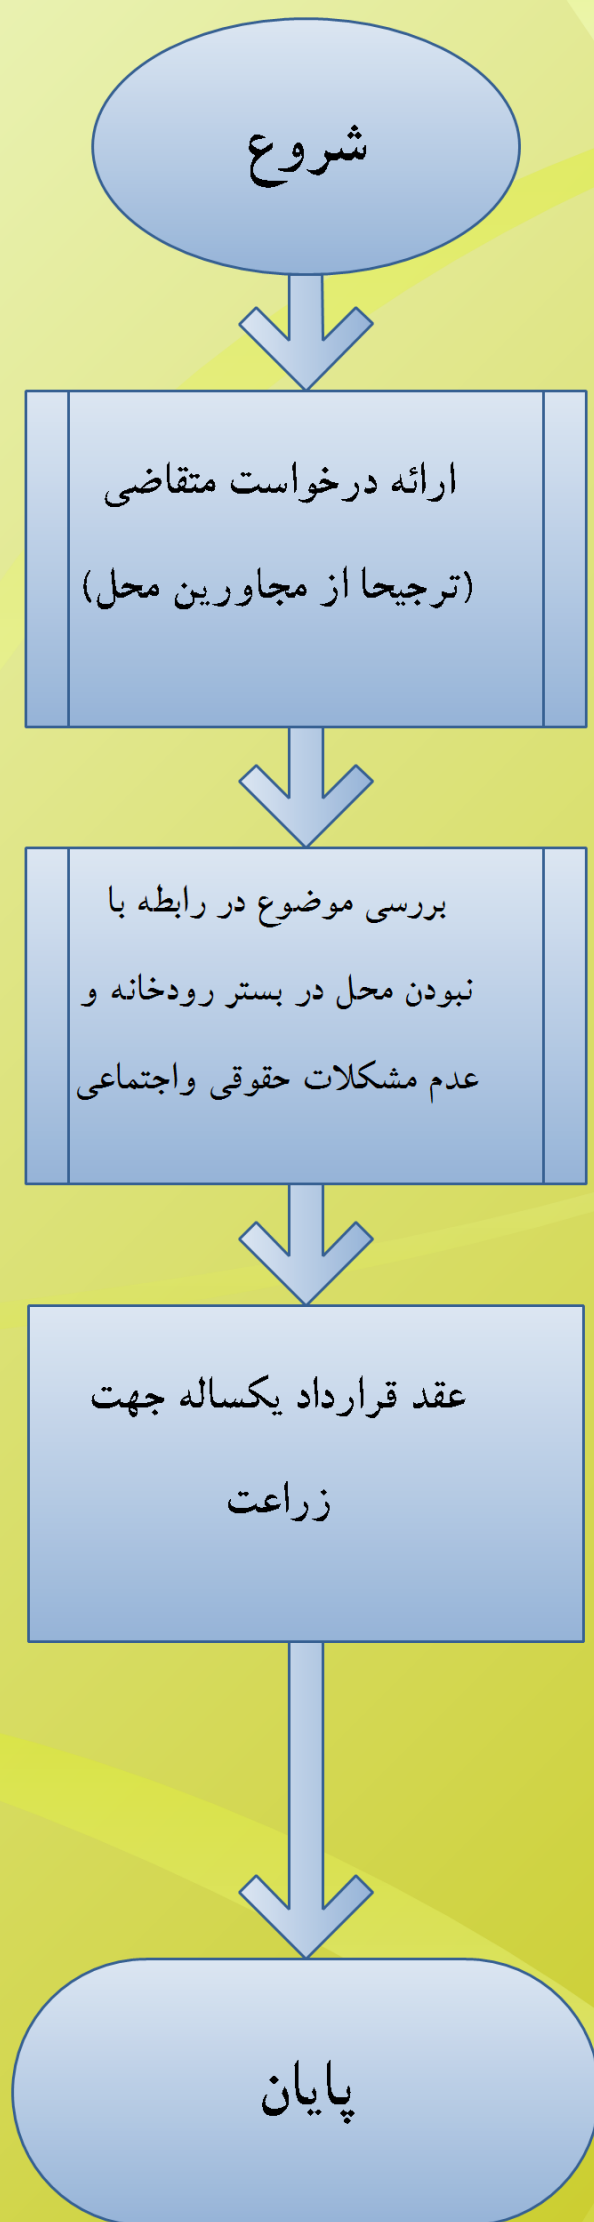 شروع
ارائه درخواست متقاضی
(ترجیحا از مجاورین محل)
بررسی موضوع در رابطه با
نبودن محل در بستر رودخانه و
عدم مشکلات حقوقی واجتماعی
عقد قرارداد یکساله جهت
زراعت
پایان